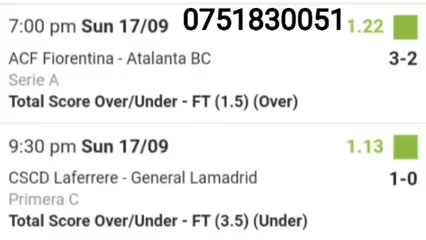 7:00 pm Sun 17/09 0751830051 1.22
ACF Fiorentina - Atalanta BC 3-2
Serie A
Total Score Over/Under - FT (1.5) (Over)
9:30 pm Sun 17/09 1.13
CSCD Laferrere - General Lamadrid 1-0
Primera C
Total Score Over/Under - FT (3.5) (Under)